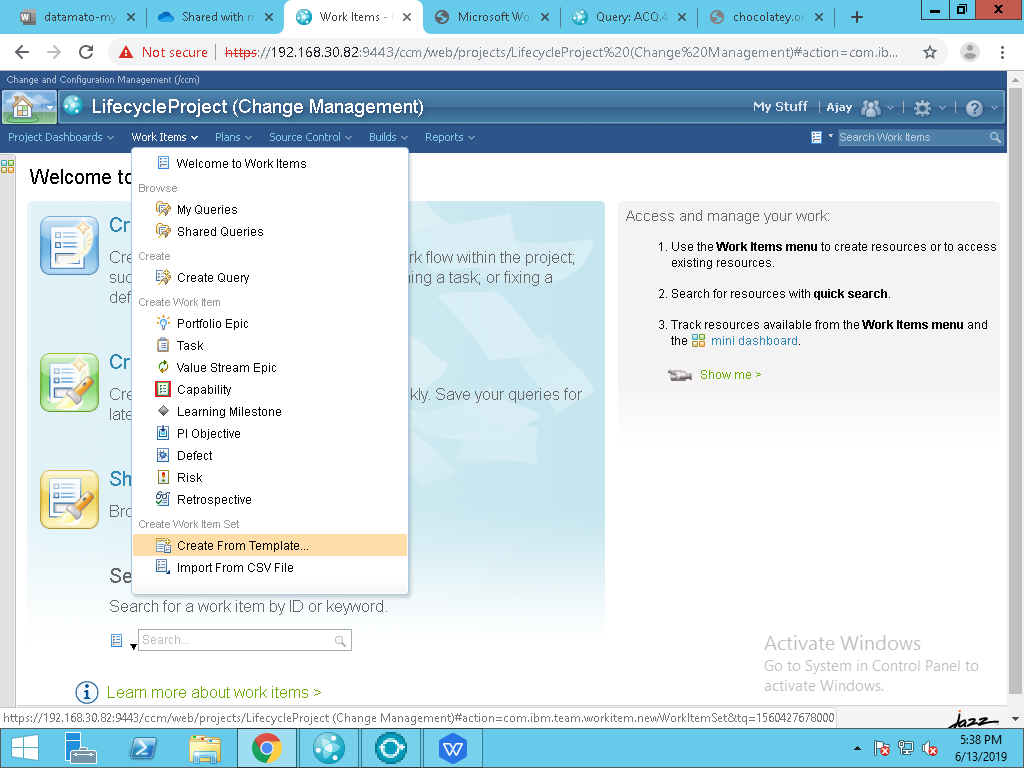 datamato-my
Shared with m
Work Items -
Microsoft Wo
Query: ACQ.4
chocolatey.or
Not secure
https://192.168.30.82:9443/ccm/web/projects/LifecycleProject%20(Change%20Management)#action=com.ib...
Change and Configuration Management (/ccm)
LifecycleProject (Change Management)
My Stuff
Ajay
Project Dashboards
Work Items
Plans
Source Control
Builds
Reports
Search Work Items
Welcome to
Welcome to Work Items
Browse
My Queries
Shared Queries
Create
Create Query
Create Work Item
Portfolio Epic
Task
Value Stream Epic
Capability
Learning Milestone
PI Objective
Defect
Risk
Retrospective
Create Work Item Set
Create From Template...
Import From CSV File
Cr
Cre
rk flow within the project;
suc
ning a task; or fixing a
def
Cr
Cre
kly. Save your queries for
late
Sh
Bro
Se
Search for a work item by ID or keyword.
Search...
Learn more about work items >
Access and manage your work:
1. Use the Work Items menu to create resources or to access
existing resources.
2. Search for resources with quick search.
3. Track resources available from the Work Items menu and
the mini dashboard.
Show me >
Activate Windows
Go to System in Control Panel to
activate Windows.
https://192.168.30.82:9443/ccm/web/projects/LifecycleProject (Change Management)#action=com.ibm.team.workitem.newWorkItemSet&tq=1560427678000
jazz
5:38 PM
6/13/2019